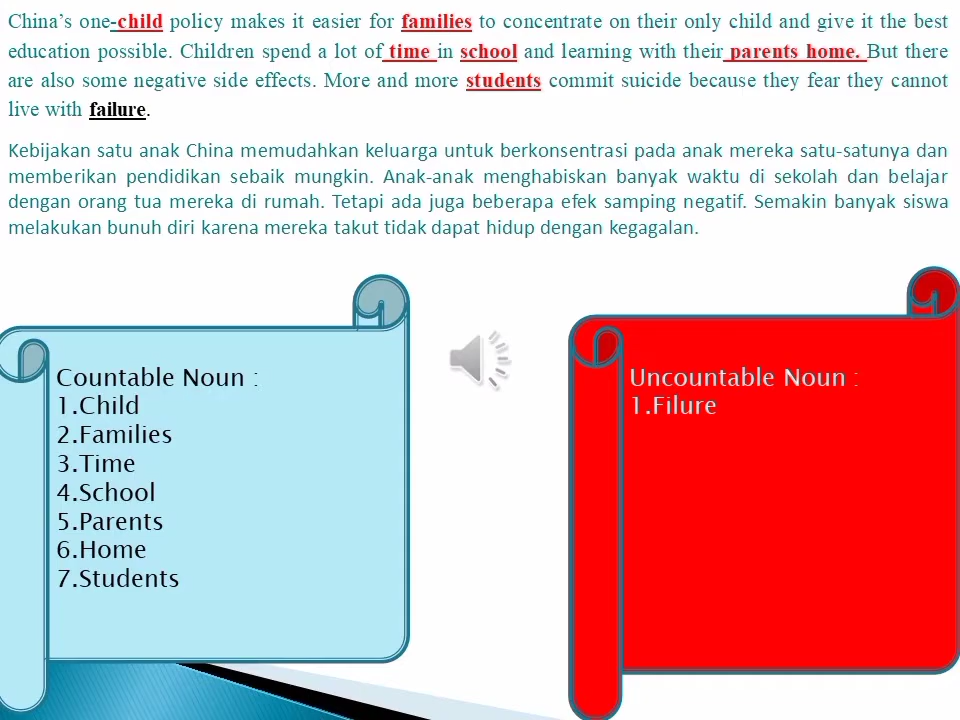 China’s one-child policy makes it easier for families to concentrate on their only child and give it the best
education possible. Children spend a lot of time in school and learning with their parents home. But there
are also some negative side effects. More and more students commit suicide because they fear they cannot
live with failure.
Kebijakan satu anak China memudahkan keluarga untuk berkonsentrasi pada anak mereka satu-satunya dan
memberikan pendidikan sebaik mungkin. Anak-anak menghabiskan banyak waktu di sekolah dan belajar
dengan orang tua mereka di rumah. Tetapi ada juga beberapa efek samping negatif. Semakin banyak siswa
melakukan bunuh diri karena mereka takut tidak dapat hidup dengan kegagalan.
Countable Noun :
1.Child
2.Families
3.Time
4.School
5.Parents
6.Home
7.Students
Uncountable Noun :
1.Filure